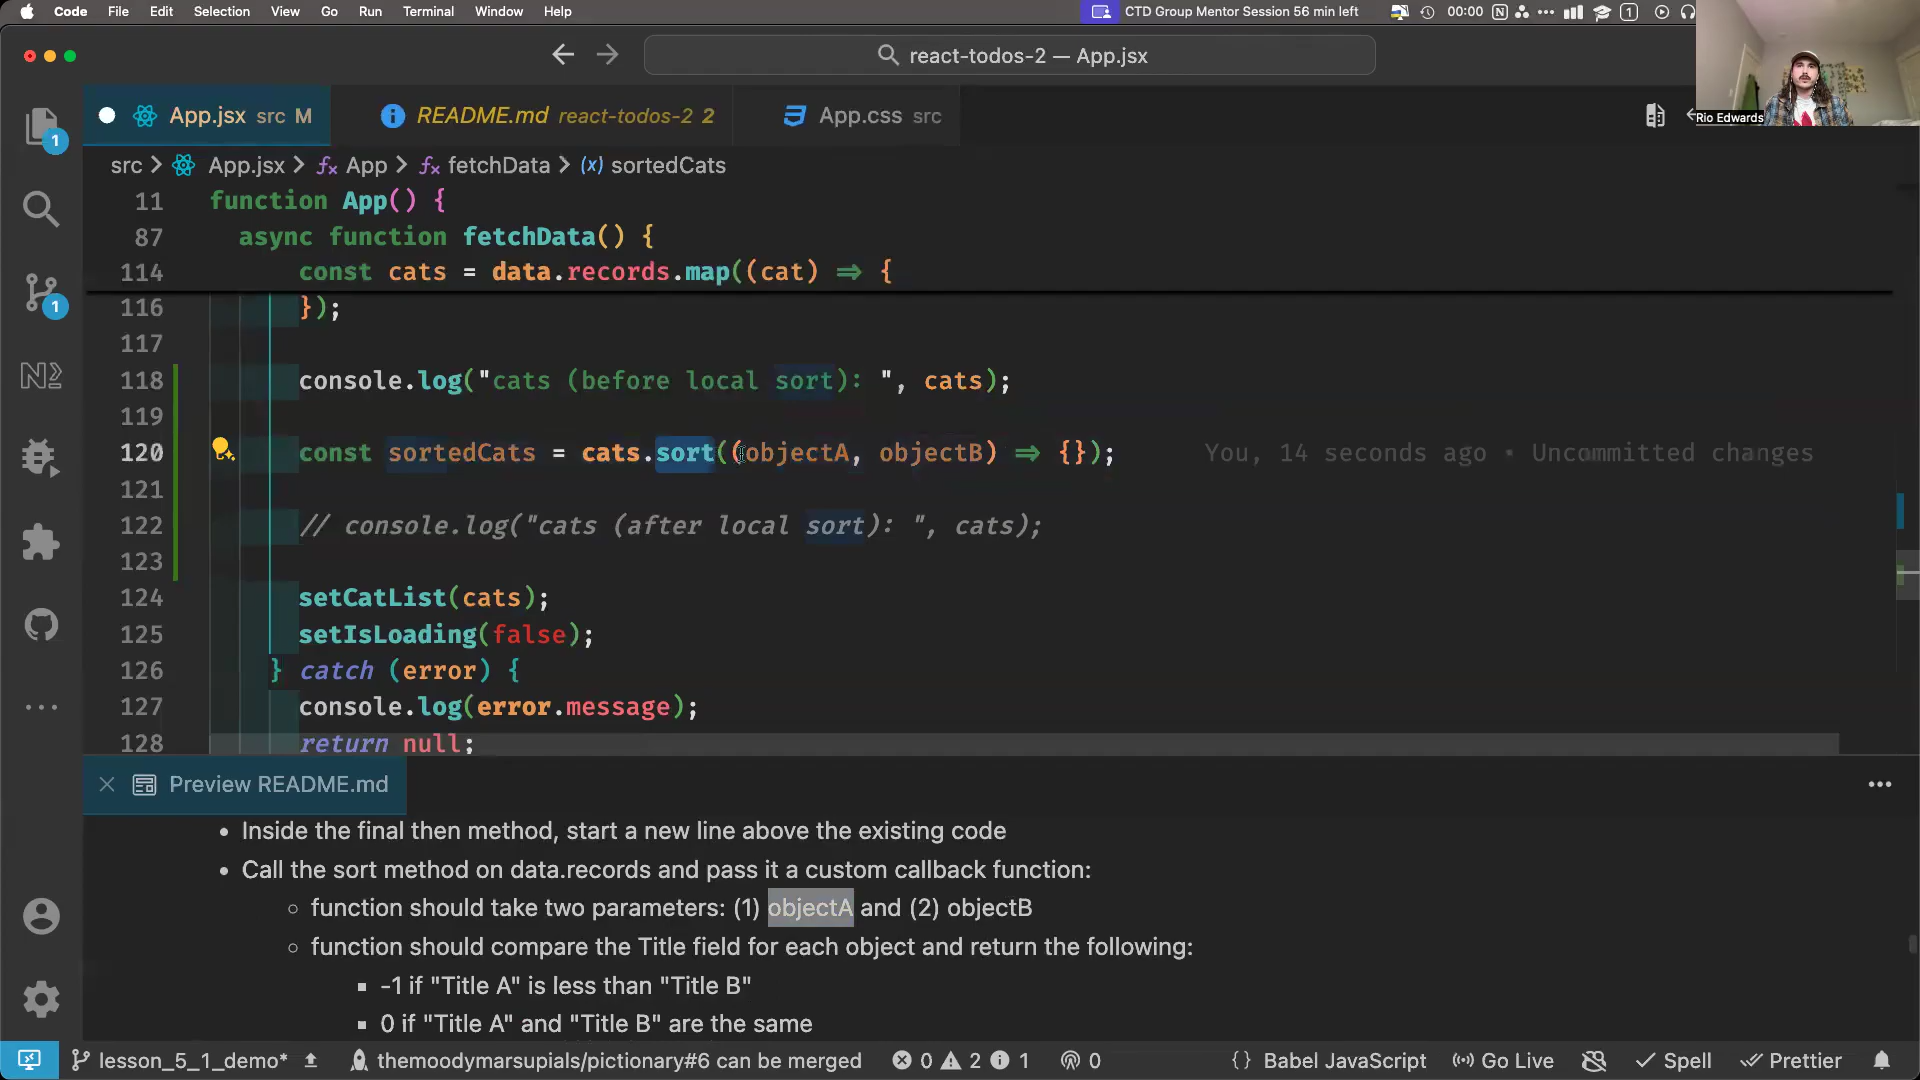 Code File Edit Selection View Go Run Terminal Window Help
CTD Group Mentor Session 56 min left
00:00
1
react-todos-2 — App.jsx
Rio Edwards
App.jsx src M
README.md react-todos-2 2
App.css src
src > App.jsx > App > fetchData > (x) sortedCats
11 function App() {
87 async function fetchData() {
114 const cats = data.records.map((cat) => {
116 });
117
118 console.log("cats (before local sort): ", cats);
119
120 const sortedCats = cats.sort((objectA, objectB) => {}); You, 14 seconds ago • Uncommitted changes
121
122 // console.log("cats (after local sort): ", cats);
123
124 setCatList(cats);
125 setIsLoading(false);
126 } catch (error) {
127 console.log(error.message);
128 return null;
1
1
Preview README.md
• Inside the final then method, start a new line above the existing code
• Call the sort method on data.records and pass it a custom callback function:
◦ function should take two parameters: (1) objectA and (2) objectB
◦ function should compare the Title field for each object and return the following:
▪ -1 if "Title A" is less than "Title B"
▪ 0 if "Title A" and "Title B" are the same
lesson_5_1_demo* themoodymarsupials/pictionary#6 can be merged 0 2 1 0 {} Babel JavaScript Go Live Spell Prettier